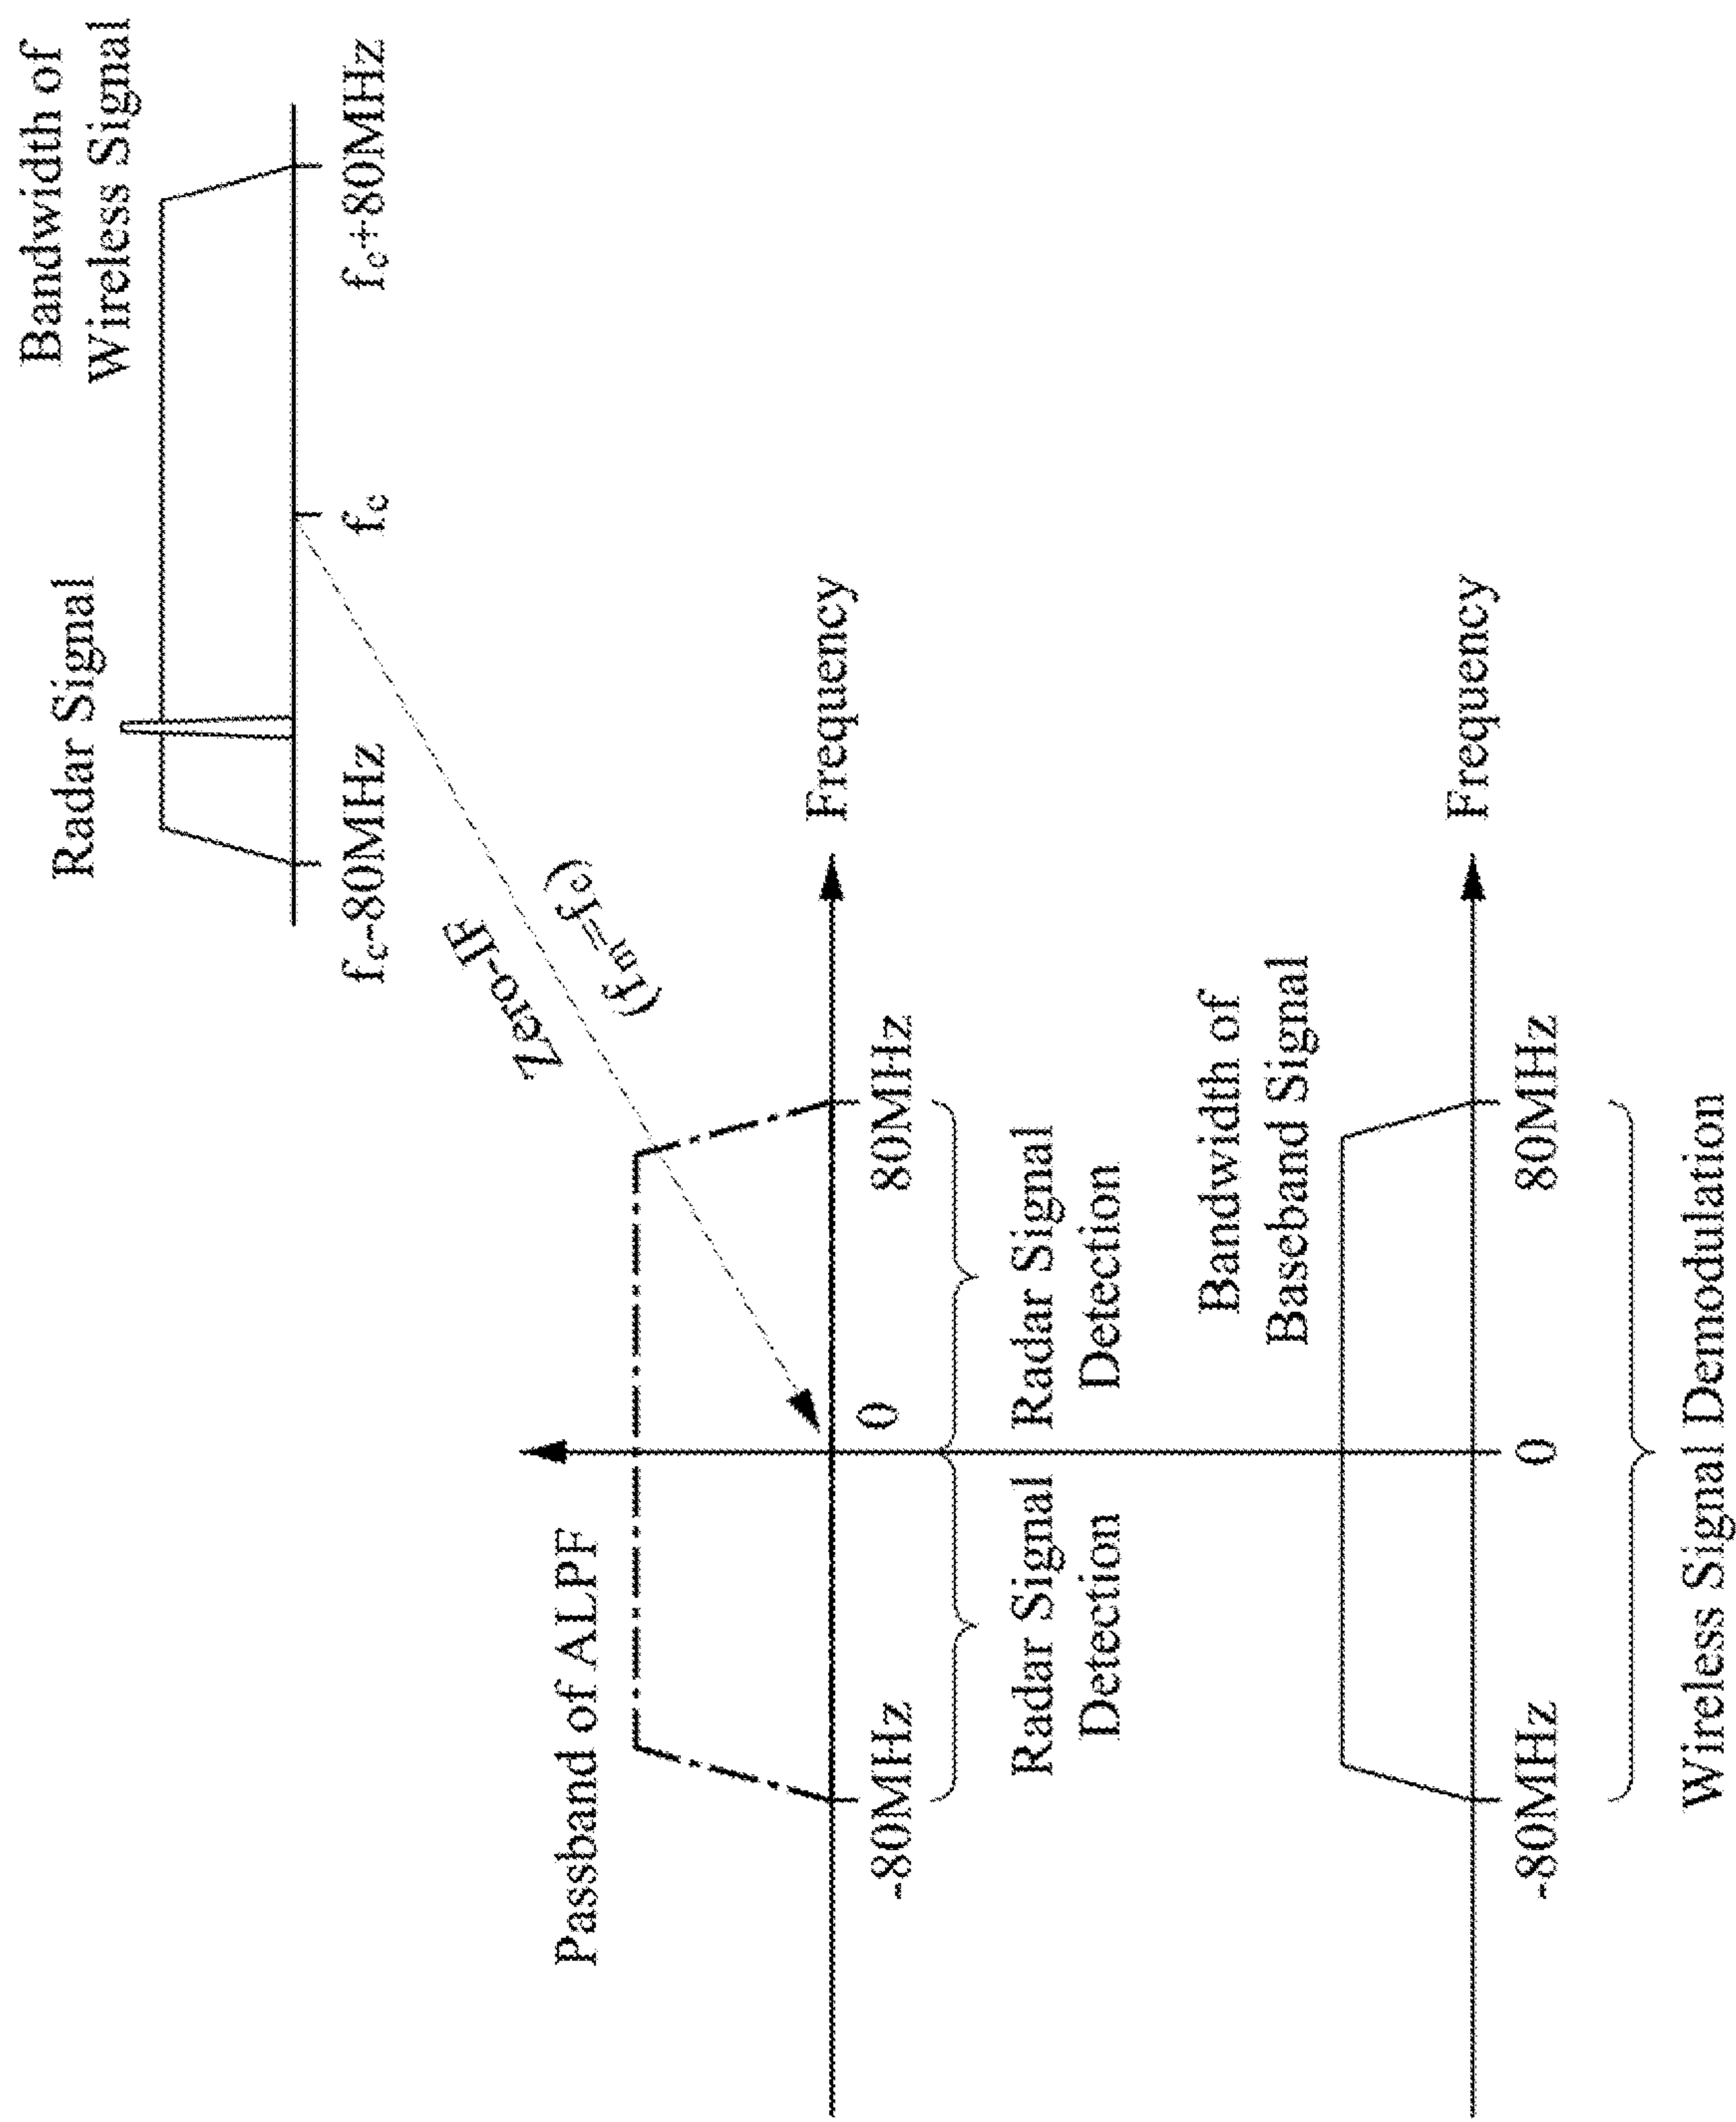 Bandwidth of
Wireless Signal
Radar Signal
fc-80MHz
fc
fc+80MHz
Zero-IF
(fm=fc)
Passband of ALPF
Frequency
-80MHz
0
80MHz
Radar Signal
Detection
Radar Signal
Detection
Bandwidth of
Baseband Signal
Frequency
-80MHz
0
80MHz
Wireless Signal Demodulation